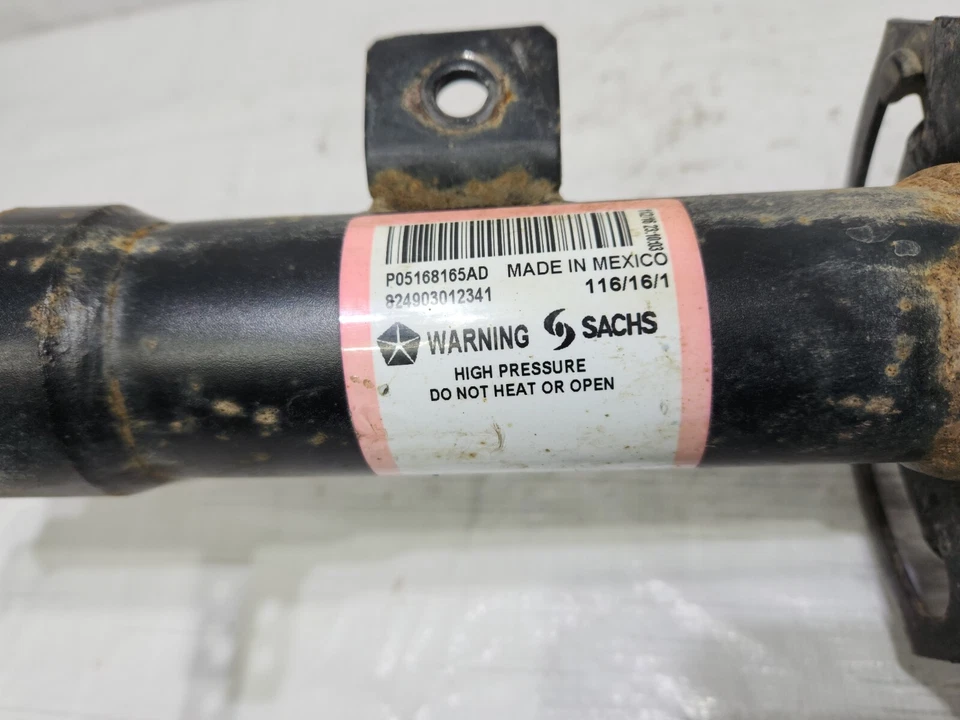 P05168165AD MADE IN MEXICO
824903012341 116/16/1
WARNING SACHS
HIGH PRESSURE
DO NOT HEAT OR OPEN